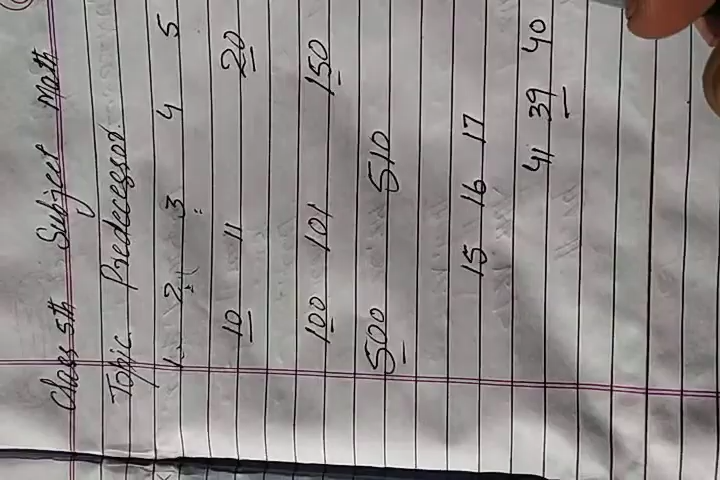 Class 5th Subject Math
Topic Predecessor.
1 2 3 4 5
10 11 20
100 101 150
500 510
15 16 17
41 39 40